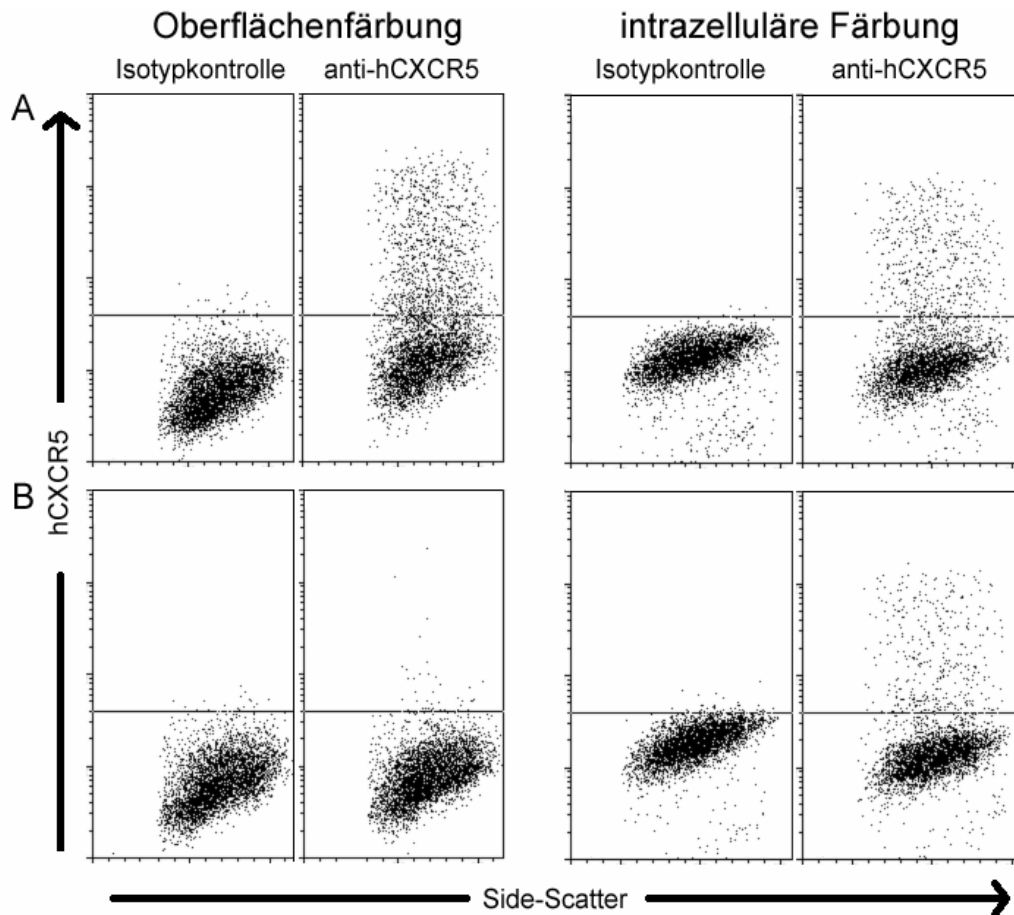 Oberflächenfärbung intrazelluläre Färbung
Isotypkontrolle anti-hCXCR5 Isotypkontrolle anti-hCXCR5
A
hCXCR5
B
Side-Scatter